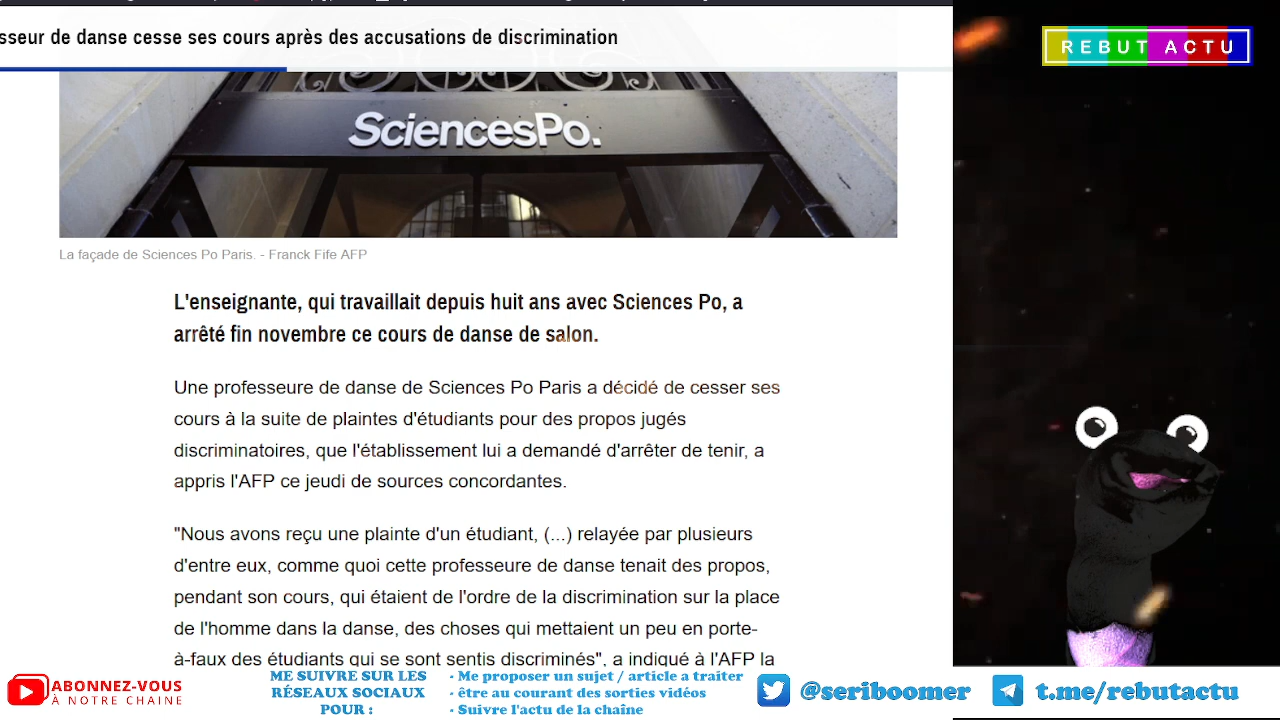 sseur de danse cesse ses cours après des accusations de discrimination
REBUT ACTU
SciencesPo.
La façade de Sciences Po Paris. - Franck Fife AFP
L'enseignante, qui travaillait depuis huit ans avec Sciences Po, a
arrêté fin novembre ce cours de danse de salon.
Une professeure de danse de Sciences Po Paris a décidé de cesser ses
cours à la suite de plaintes d'étudiants pour des propos jugés
discriminatoires, que l'établissement lui a demandé d'arrêter de tenir, a
appris l'AFP ce jeudi de sources concordantes.
"Nous avons reçu une plainte d'un étudiant, (...) relayée par plusieurs
d'entre eux, comme quoi cette professeure de danse tenait des propos,
pendant son cours, qui étaient de l'ordre de la discrimination sur la place
de l'homme dans la danse, des choses qui mettaient un peu en porte-
à-faux des étudiants qui se sont sentis discriminés", a indiqué à l'AFP la
ABONNEZ-VOUS
À NOTRE CHAINE
ME SUIVRE SUR LES
RÉSEAUX SOCIAUX
POUR :
- Me proposer un sujet / article a traiter
- être au courant des sorties vidéos
- Suivre l'actu de la chaîne
@seriboomer
t.me/rebutactu